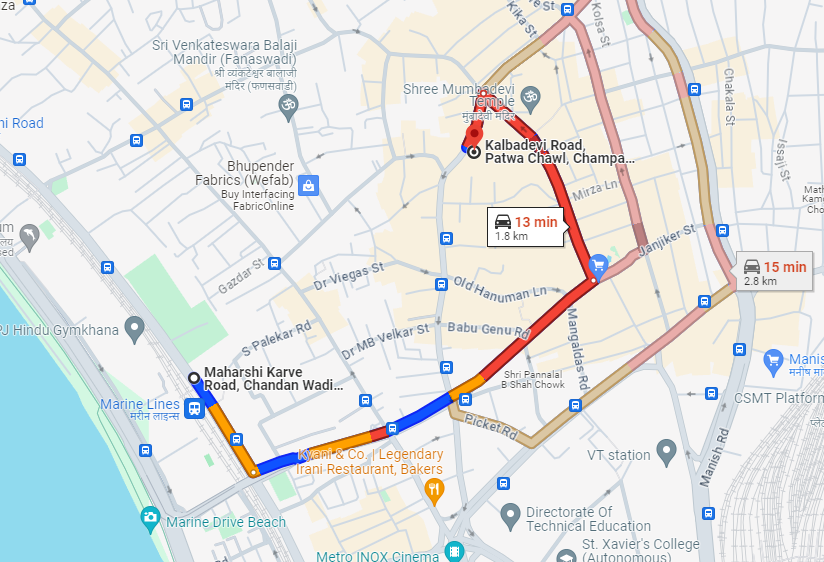 Sri Venkateswara Balaji
Mandir (Fanaswadi)
श्री व्यंकटेश्वर बालाजी
मंदिर (फणसवाडी)
Kika St
Kolsa St
Chakala St
Issaji St
Shree Mumbadevi
Temple
मुंबादेवी मंदिर
Kalbadevi Road,
Patwa Chawl, Champa...
Bhupender
Fabrics (Wefab)
Buy Interfacing
FabricOnline
Mirza Ln
13 min
1.8 km
Janjiker St
15 min
2.8 km
Gazdar St
Dr Viegas St
Old Hanuman Ln
PJ Hindu Gymkhana
S Palekar Rd
Dr MB Velkar St
Babu Genu Rd
Mangaldas Rd
Maharshi Karve
Road, Chandan Wadi...
Shri Pannalal
B Shah Chowk
Manis
मनीष
Marine Lines
मरीन लाइन्स
CSMT Platform
Picket Rd
Manish Rd
VT station
Kyani & Co. | Legendary
Irani Restaurant, Bakers
Marine Drive Beach
Directorate Of
Technical Education
Metro INOX Cinema
St. Xavier's College
(Autonomous)